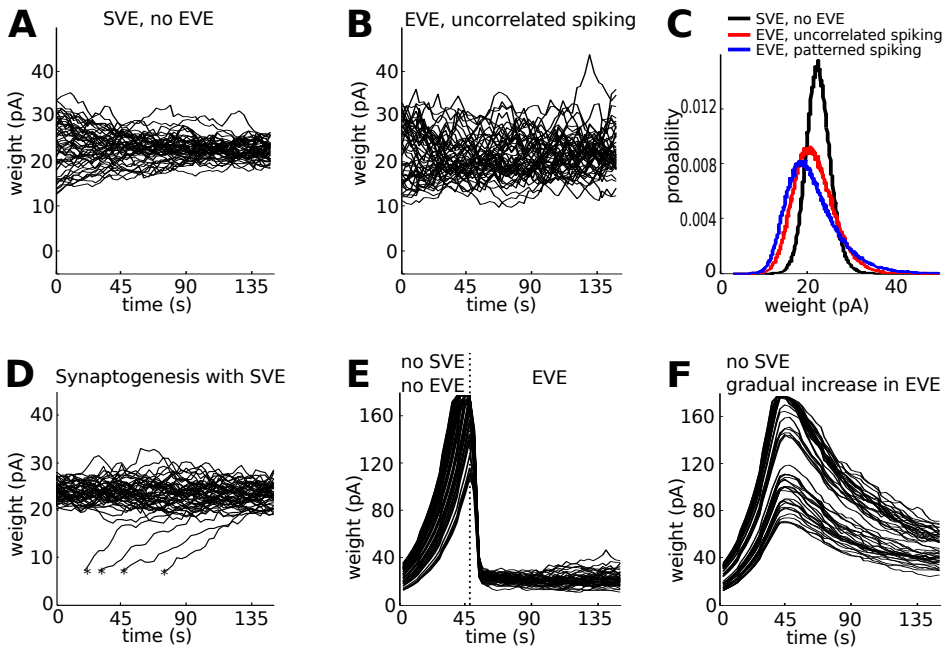 A
SVE, no EVE
weight (pA)
40
30
20
10
0
0
45
90
135
time (s)
B
EVE, uncorrelated spiking
weight (pA)
40
30
20
10
0
0
45
90
135
time (s)
C
SVE, no EVE
EVE, uncorrelated spiking
EVE, patterned spiking
probability
0.012
0.008
0.004
0
20
40
weight (pA)
D
Synaptogenesis with SVE
weight (pA)
40
30
20
10
0
45
90
135
time (s)
* * * *
E
no SVE
no EVE
EVE
weight (pA)
160
120
80
40
0
45
90
135
time (s)
F
no SVE
gradual increase in EVE
weight (pA)
160
120
80
40
0
45
90
135
time (s)